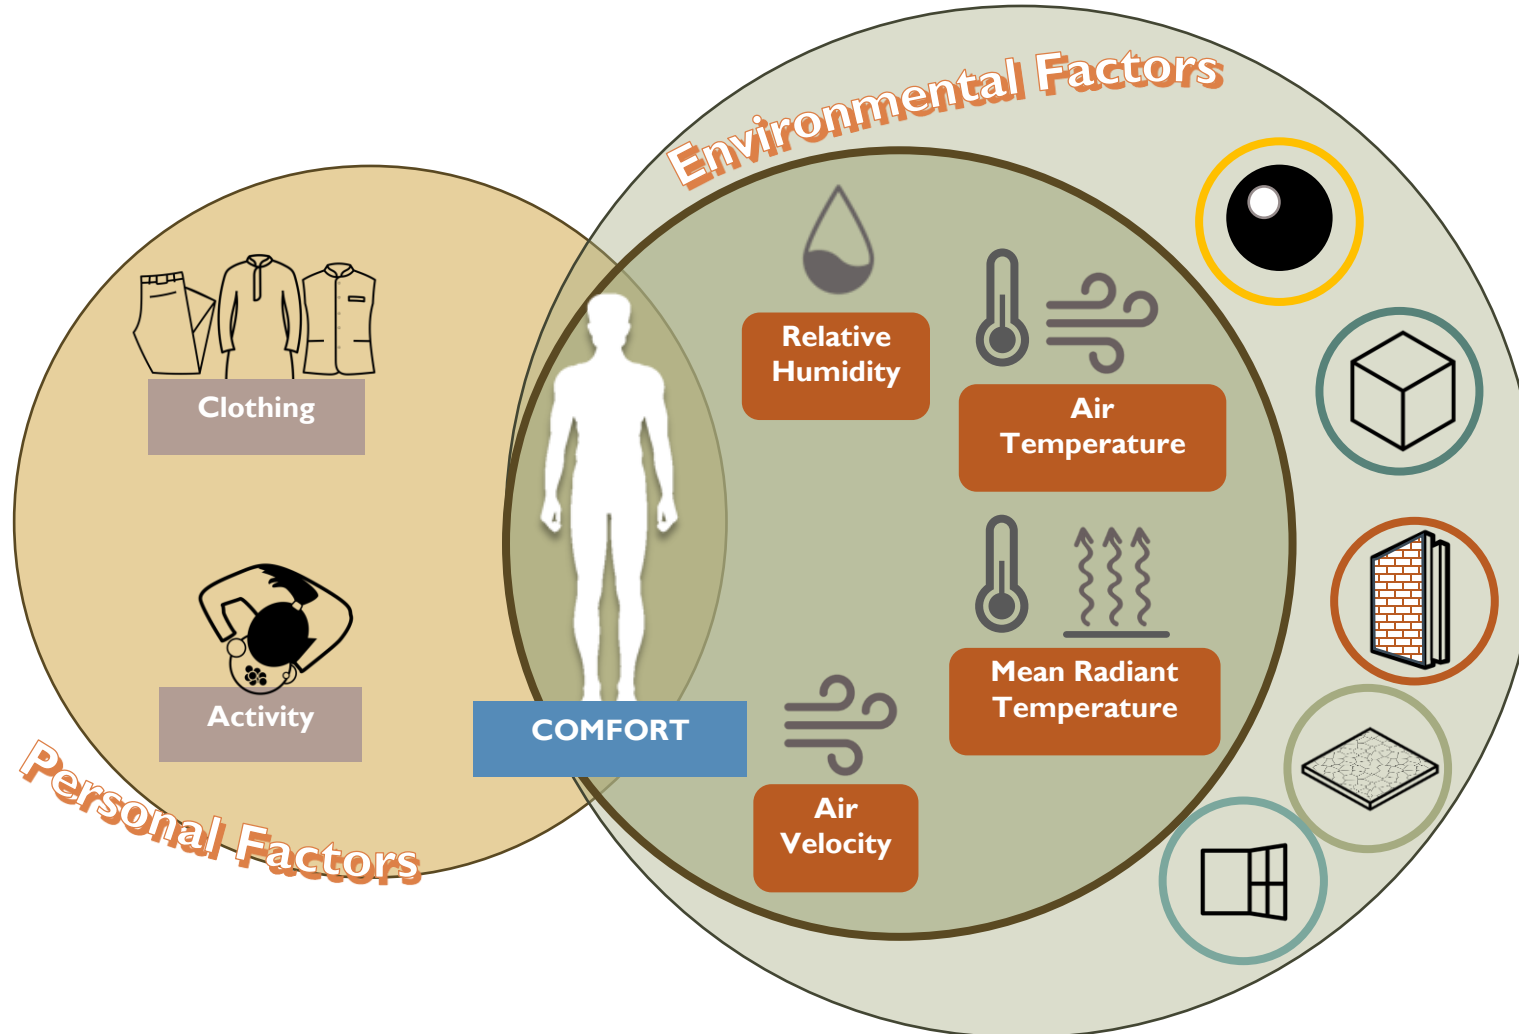 Environmental Factors
Relative
Humidity
Air
Temperature
Clothing
Mean Radiant
Temperature
Activity
COMFORT
Air
Velocity
Personal Factors